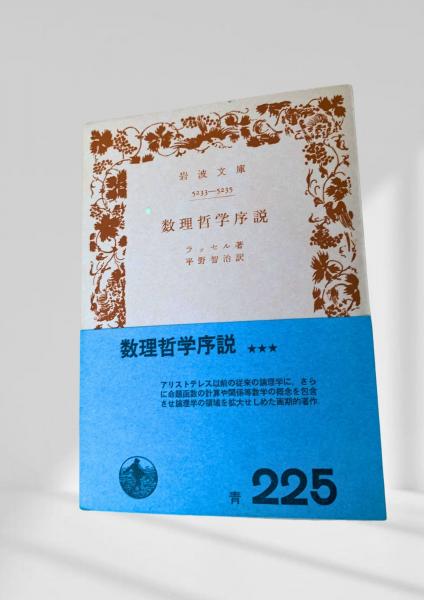 岩波文庫
5233—5235
数理哲学序説
ラッセル著
平野智治訳
数理哲学序説 ★★★
アリストテレス以前の従来の論理学に、さら
に命題函数の計算や関係等数学の概念を包含
させ論理学の領域を拡大せしめた画期的著作.
青 225